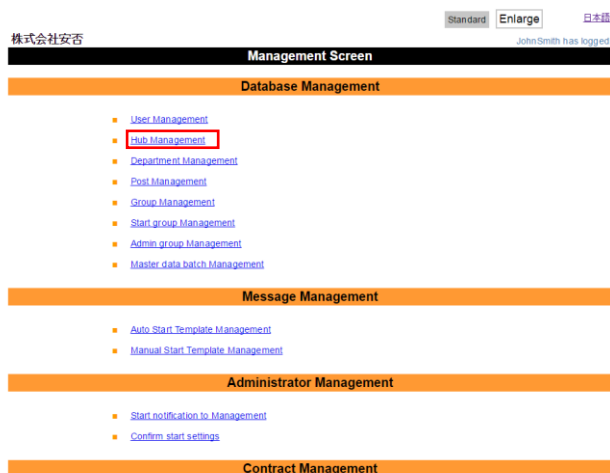 Standard Enlarge 日本語
株式会社安否
JohnSmith has logged
Management Screen
Database Management
User Management
Hub Management
Department Management
Post Management
Group Management
Start group Management
Admin group Management
Master data batch Management
Message Management
Auto Start Template Management
Manual Start Template Management
Administrator Management
Start notification to Management
Confirm start settings
Contract Management